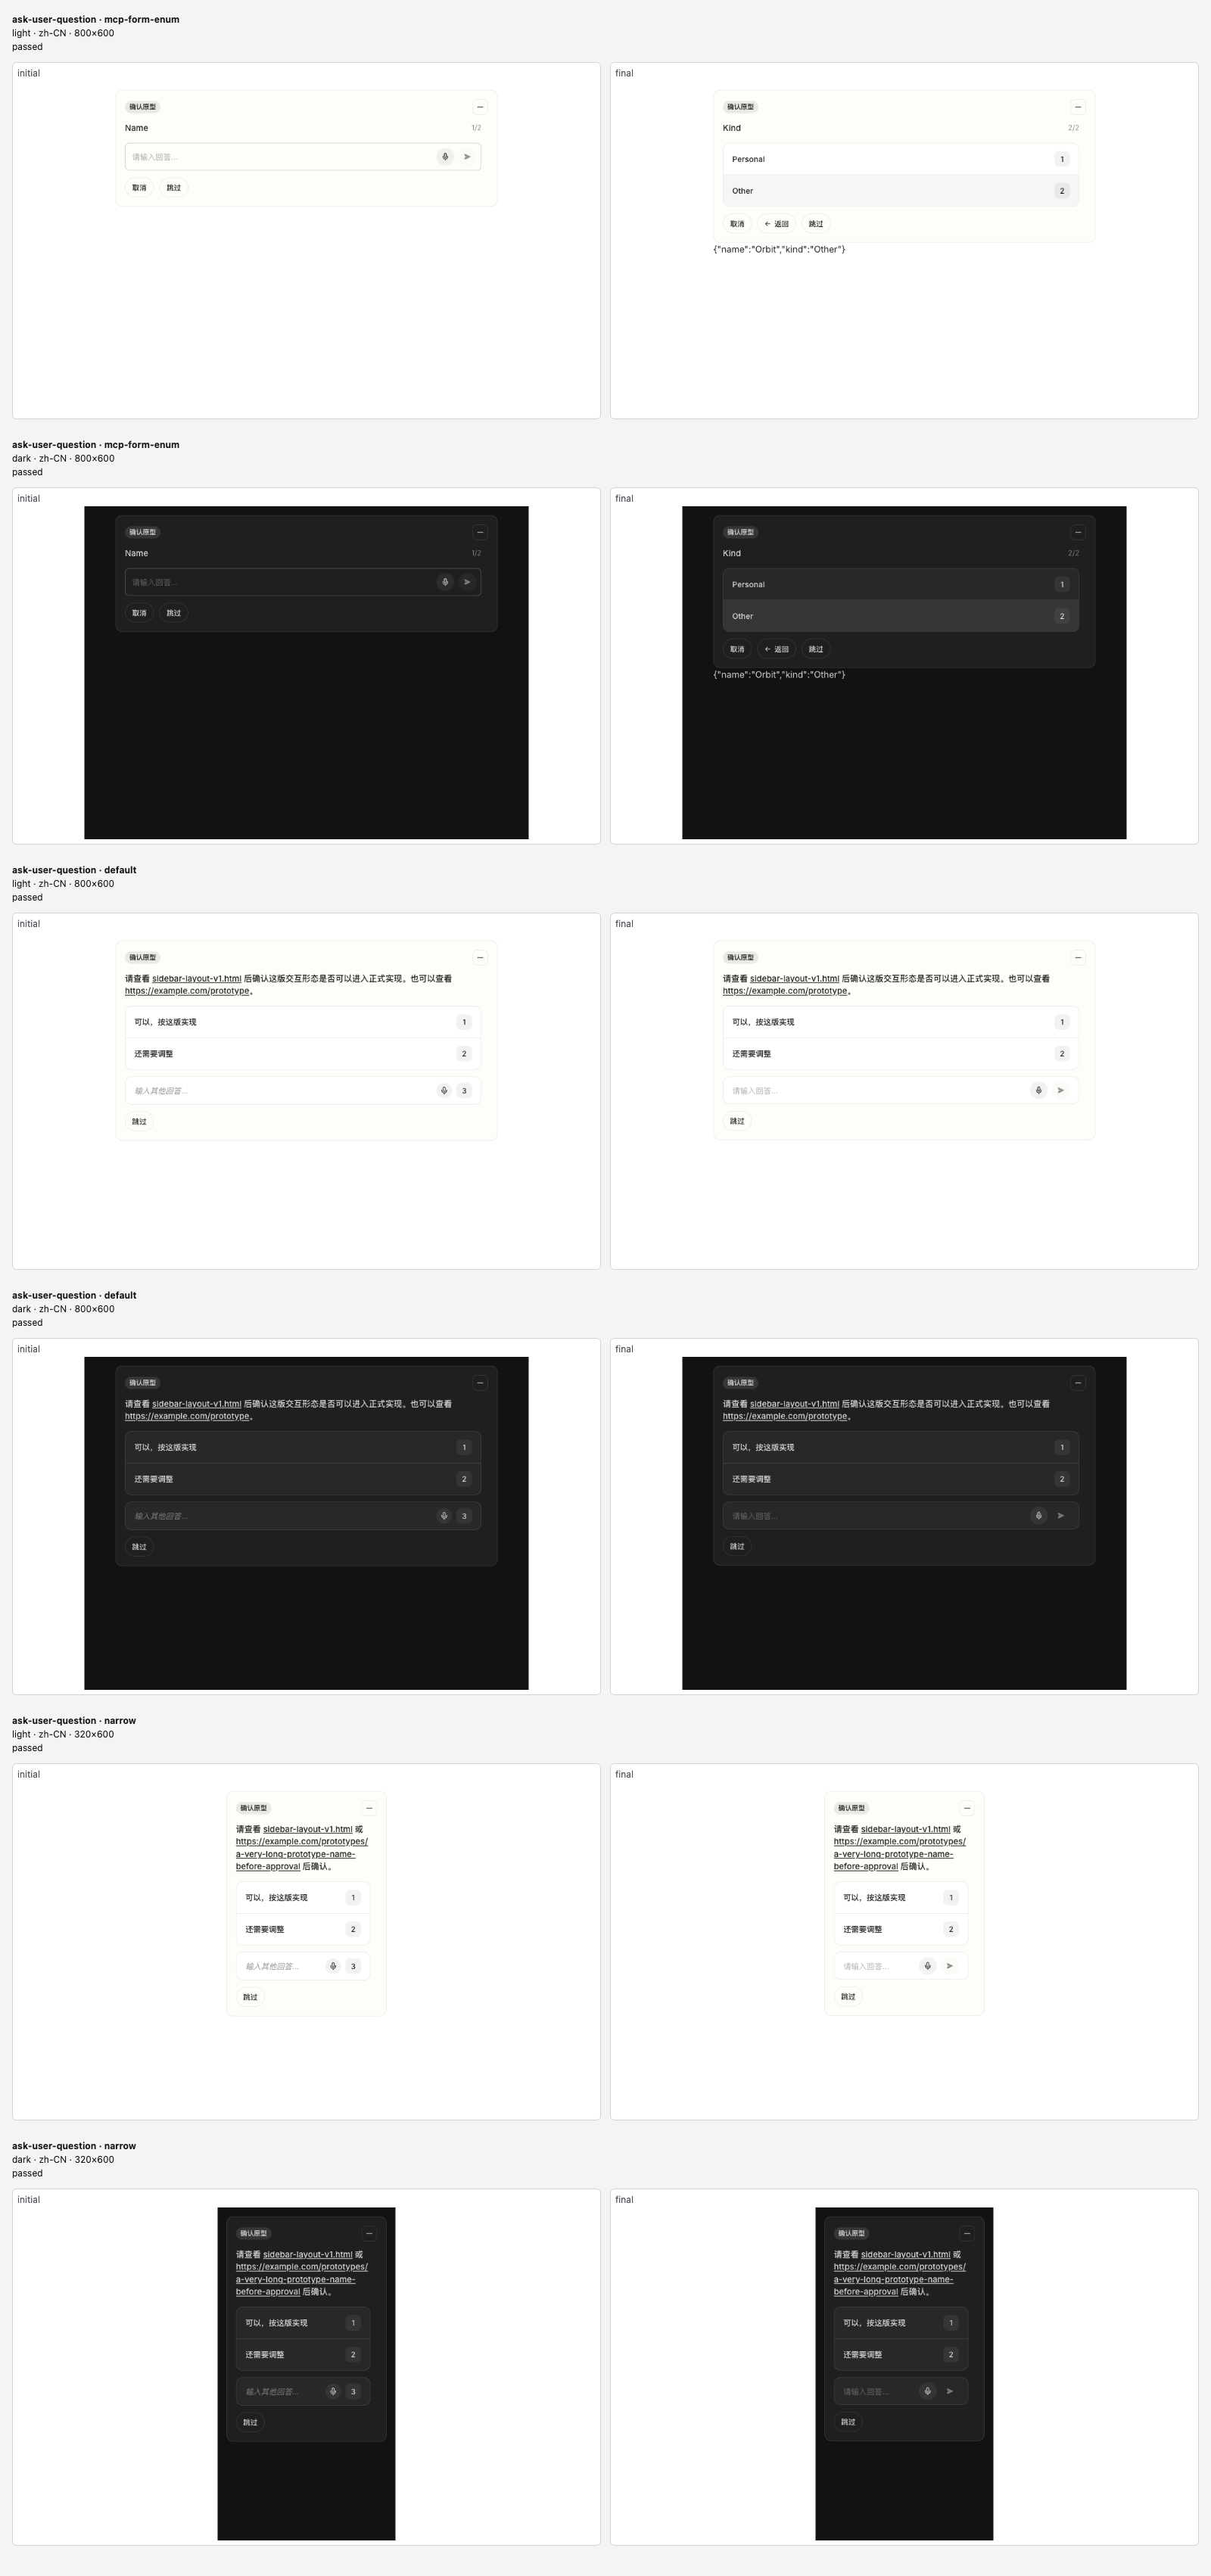 ask-user-question · mcp-form-enum
light · zh-CN · 800×600
passed
initial
确认原型
Name 1/2
请输入回答...
取消 跳过
final
确认原型
Kind 2/2
Personal 1
Other 2
取消 ← 返回 跳过
{"name":"Orbit","kind":"Other"}
ask-user-question · mcp-form-enum
dark · zh-CN · 800×600
passed
initial
确认原型
Name 1/2
请输入回答...
取消 跳过
final
确认原型
Kind 2/2
Personal 1
Other 2
取消 ← 返回 跳过
{"name":"Orbit","kind":"Other"}
ask-user-question · default
light · zh-CN · 800×600
passed
initial
确认原型
请查看 sidebar-layout-v1.html 后确认这版交互形态是否可以进入正式实现。也可以查看
https://example.com/prototype。
可以，按这版实现 1
还需要调整 2
输入其他回答... 3
跳过
final
确认原型
请查看 sidebar-layout-v1.html 后确认这版交互形态是否可以进入正式实现。也可以查看
https://example.com/prototype。
可以，按这版实现 1
还需要调整 2
请输入回答...
跳过
ask-user-question · default
dark · zh-CN · 800×600
passed
initial
确认原型
请查看 sidebar-layout-v1.html 后确认这版交互形态是否可以进入正式实现。也可以查看
https://example.com/prototype。
可以，按这版实现 1
还需要调整 2
输入其他回答... 3
跳过
final
确认原型
请查看 sidebar-layout-v1.html 后确认这版交互形态是否可以进入正式实现。也可以查看
https://example.com/prototype。
可以，按这版实现 1
还需要调整 2
请输入回答...
跳过
ask-user-question · narrow
light · zh-CN · 320×600
passed
initial
确认原型
请查看 sidebar-layout-v1.html 或
https://example.com/prototypes/
a-very-long-prototype-name-
before-approval 后确认。
可以，按这版实现 1
还需要调整 2
输入其他回答... 3
跳过
final
确认原型
请查看 sidebar-layout-v1.html 或
https://example.com/prototypes/
a-very-long-prototype-name-
before-approval 后确认。
可以，按这版实现 1
还需要调整 2
请输入回答...
跳过
ask-user-question · narrow
dark · zh-CN · 320×600
passed
initial
确认原型
请查看 sidebar-layout-v1.html 或
https://example.com/prototypes/
a-very-long-prototype-name-
before-approval 后确认。
可以，按这版实现 1
还需要调整 2
输入其他回答... 3
跳过
final
确认原型
请查看 sidebar-layout-v1.html 或
https://example.com/prototypes/
a-very-long-prototype-name-
before-approval 后确认。
可以，按这版实现 1
还需要调整 2
请输入回答...
跳过